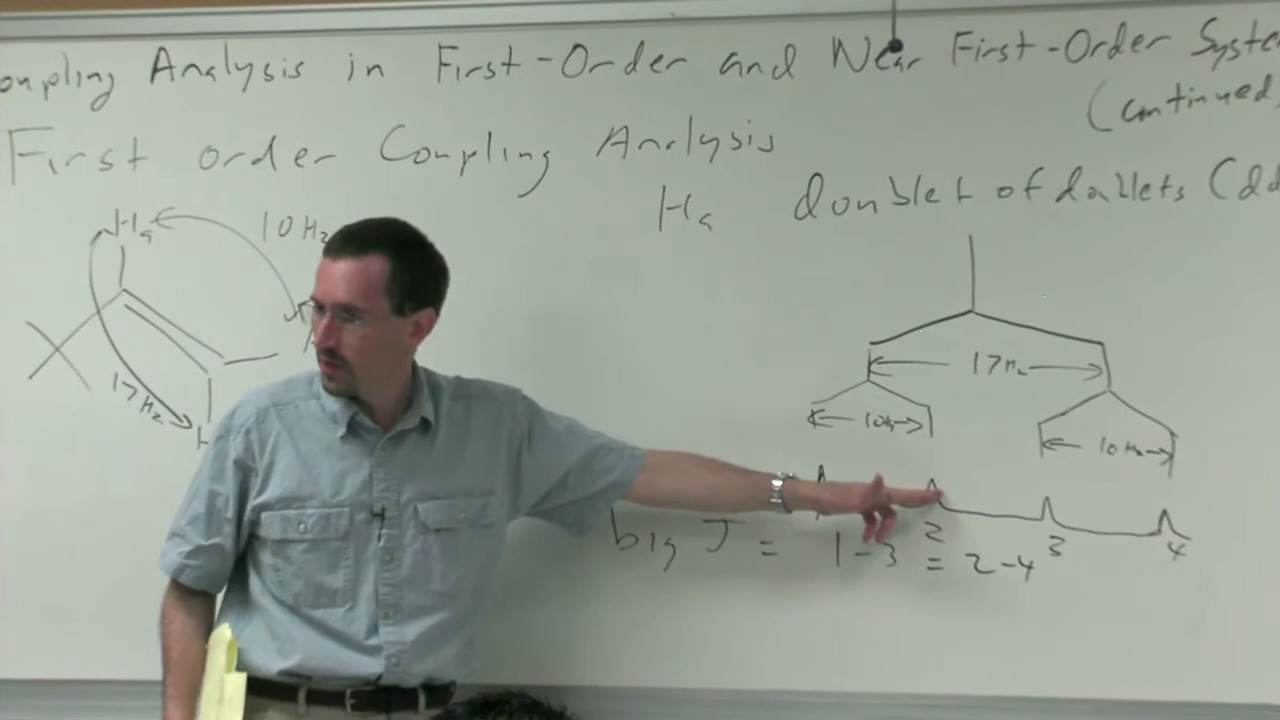 oupling Analysis in First-Order and Near First-Order Syste
(continued)
First order Coupling Analysis
Ha doublet of doublets (dd
Ha 10 Hz
17 Hz
H
17 Hz
10 Hz
10 Hz
2 3 4
big J = 1-3 = 2-4